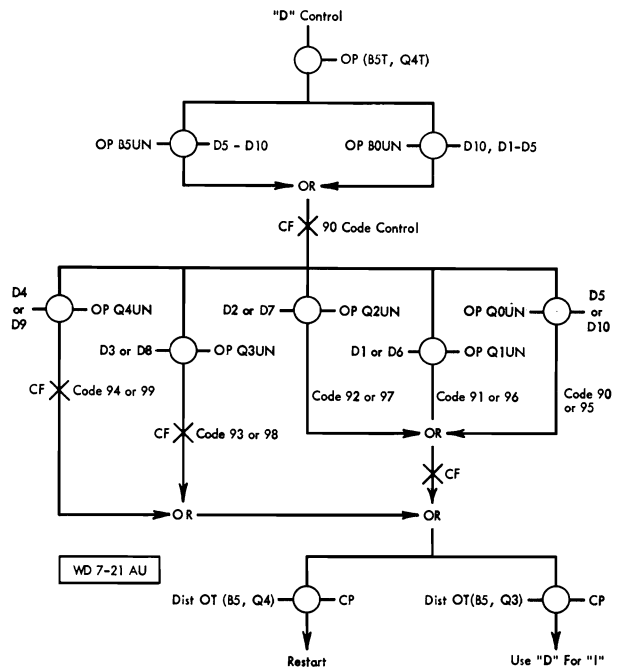 "D" Control
OP (B5T, Q4T)
OP B5UN
D5 - D10
OP B0UN
D10, D1-D5
OR
CF
90 Code Control
D4
or
D9
OP Q4UN
D2 or D7
OP Q2UN
OP Q0UN
D5
or
D10
D3 or D8
OP Q3UN
D1 or D6
OP Q1UN
CF
Code 94 or 99
Code 92 or 97
Code 91 or 96
Code 90
or 95
CF
Code 93 or 98
OR
CF
OR
OR
WD 7-21 AU
Dist OT (B5, Q4)
CP
Dist OT(B5, Q3)
CP
Restart
Use "D" For "I"